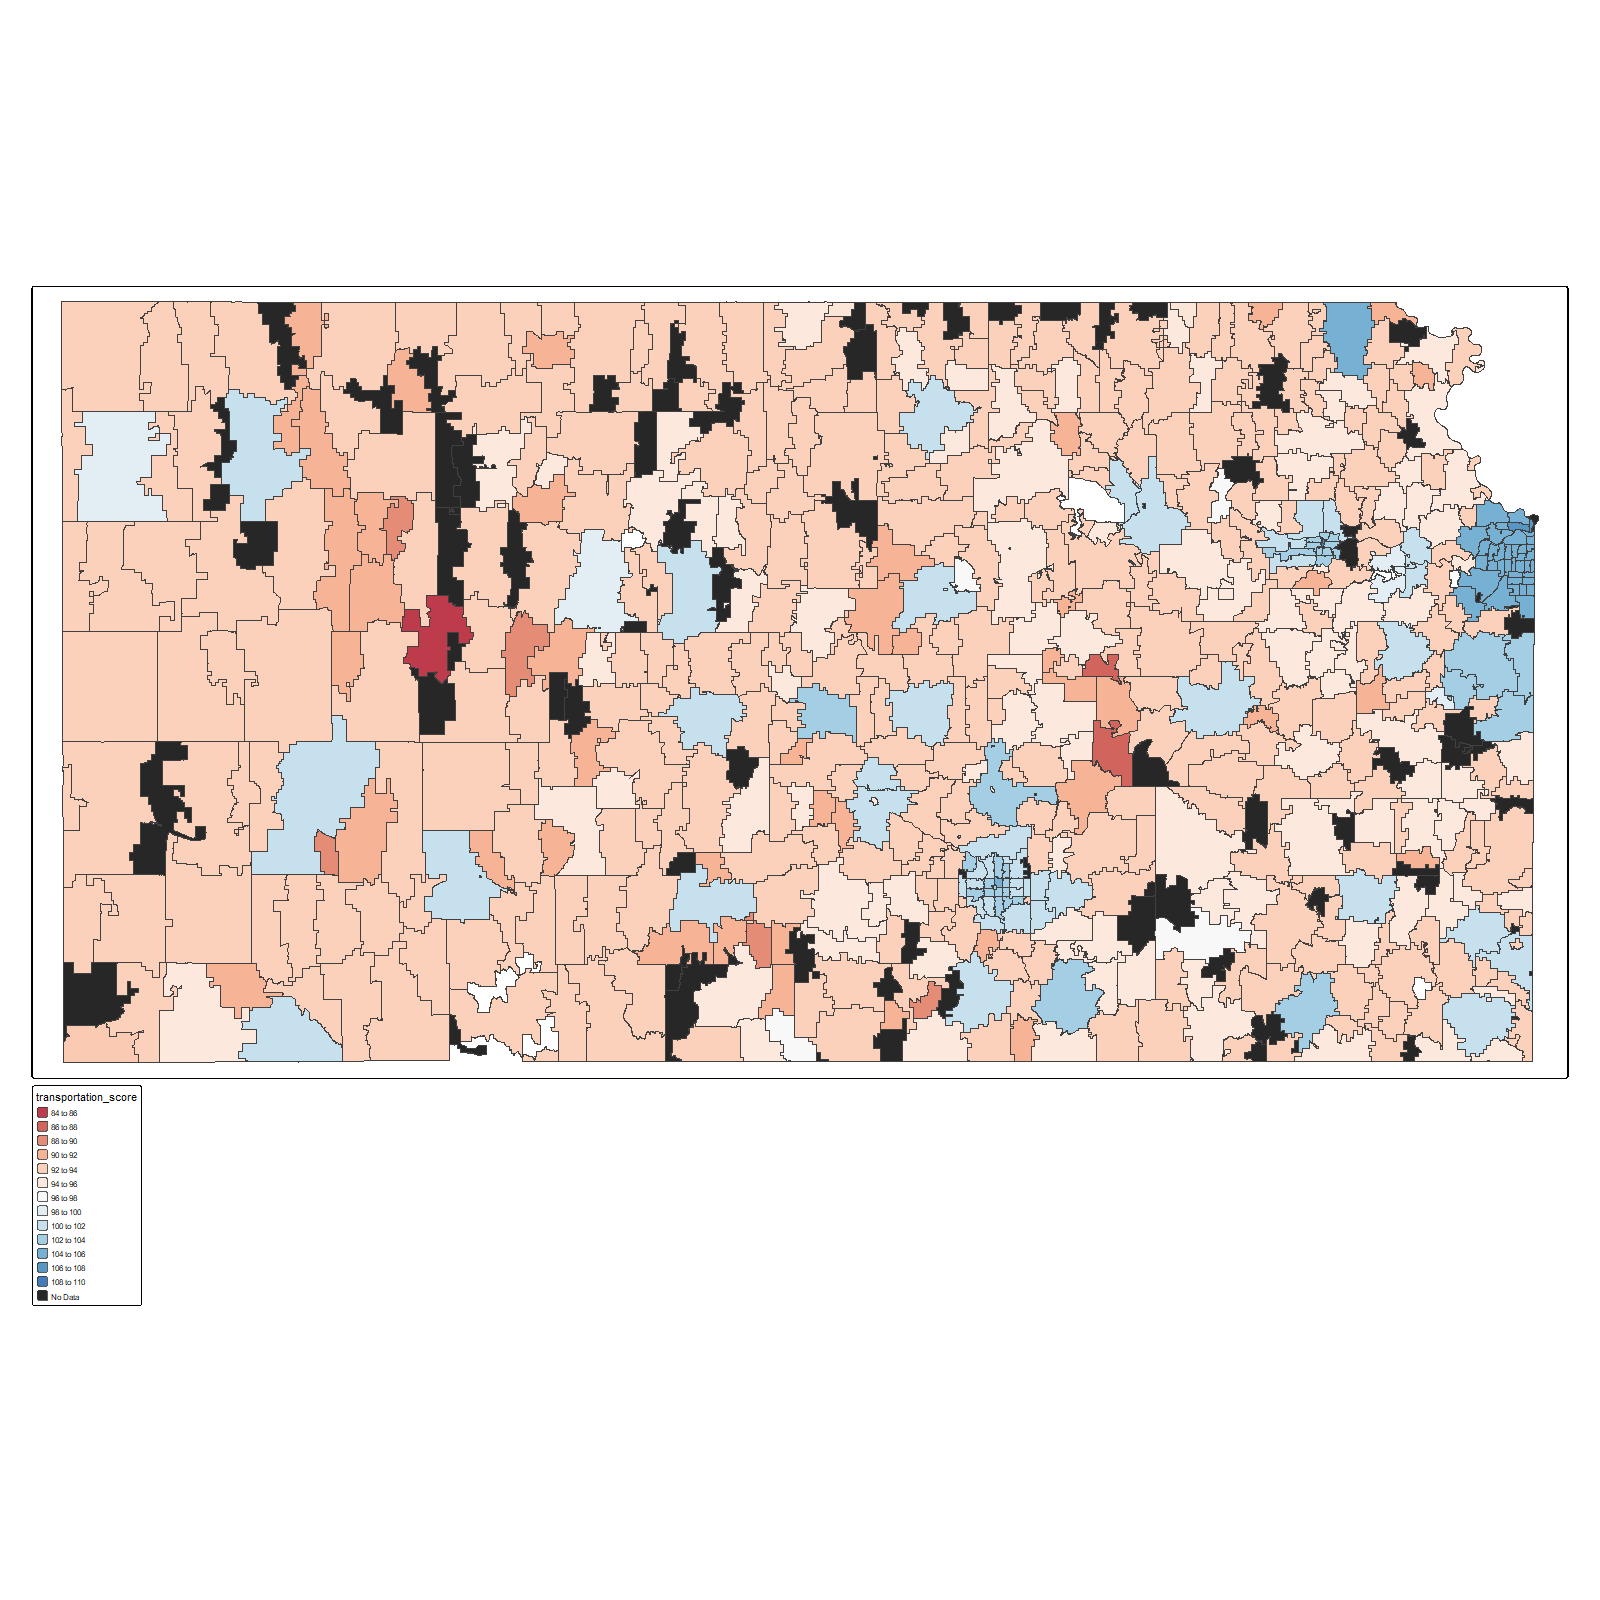 transportation_score
84 to 86
86 to 88
88 to 90
90 to 92
92 to 94
94 to 96
96 to 98
98 to 100
100 to 102
102 to 104
104 to 106
106 to 108
108 to 110
No Data